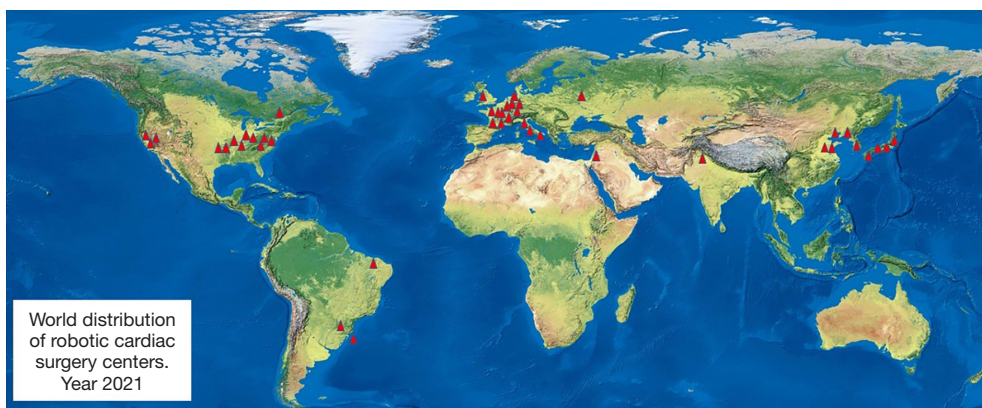 World distribution
of robotic cardiac
surgery centers.
Year 2021